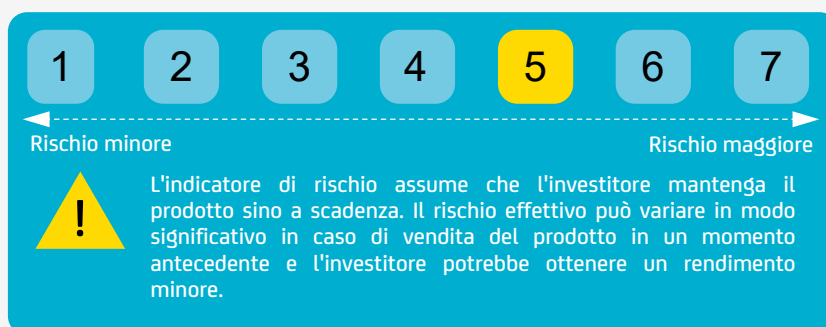 1 2 3 4 5 6 7
Rischio minore Rischio maggiore
!
L'indicatore di rischio assume che l'investitore mantenga il
prodotto sino a scadenza. Il rischio effettivo può variare in modo
significativo in caso di vendita del prodotto in un momento
antecedente e l'investitore potrebbe ottenere un rendimento
minore.